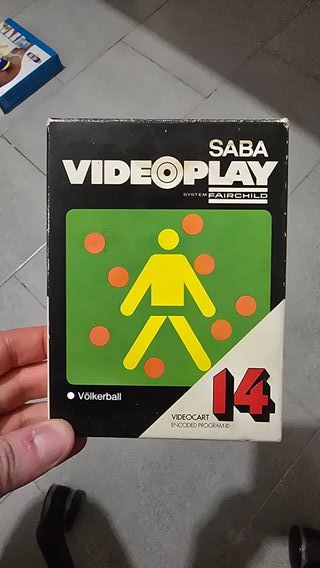 SABA
VIDEOPLAY
SYSTEM FAIRCHILD
Völkerball
VIDEOCART 14
ENCODED PROGRAM ©